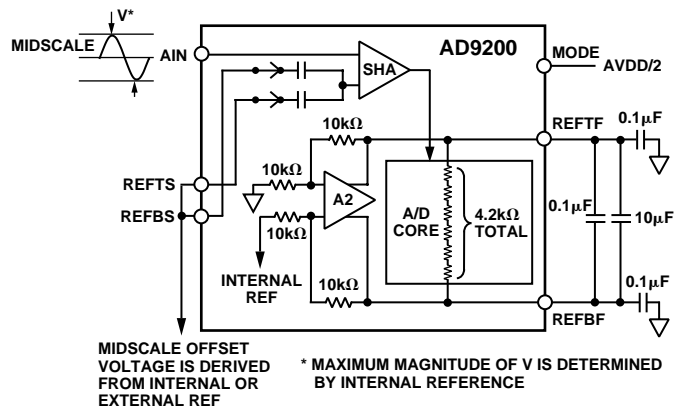 V*
MIDSCALE
AIN
SHA
AD9200
MODE
AVDD/2
REFTF
0.1μF
10kΩ
10kΩ
REFTS
REFBS
A2
10kΩ
A/D
CORE
4.2kΩ
TOTAL
0.1μF
10μF
INTERNAL
REF
10kΩ
0.1μF
REFBF
MIDSCALE OFFSET
VOLTAGE IS DERIVED
FROM INTERNAL OR
EXTERNAL REF
* MAXIMUM MAGNITUDE OF V IS DETERMINED
BY INTERNAL REFERENCE